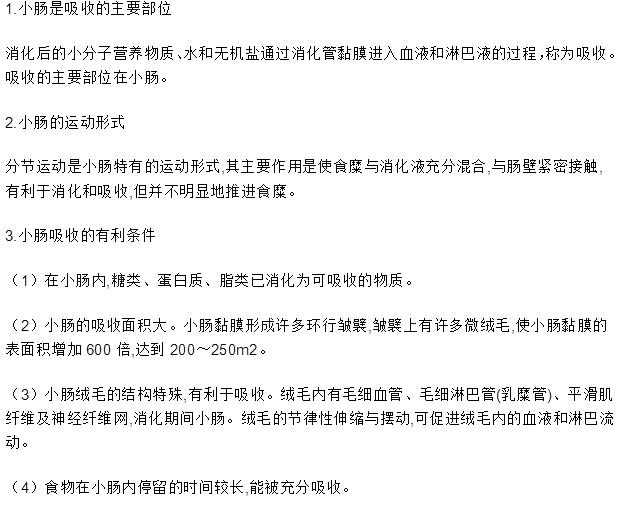 1.小肠是吸收的主要部位
消化后的小分子营养物质、水和无机盐通过消化管黏膜进入血液和淋巴液的过程,称为吸收。
吸收的主要部位在小肠。
2.小肠的运动形式
分节运动是小肠特有的运动形式,其主要作用是使食糜与消化液充分混合,与肠壁紧密接触,
有利于消化和吸收,但并不明显地推进食糜。
3.小肠吸收的有利条件
（1）在小肠内,糖类、蛋白质、脂类已消化为可吸收的物质。
（2）小肠的吸收面积大。小肠黏膜形成许多环行皱襞,皱襞上有许多微绒毛,使小肠黏膜的
表面积增加 600 倍,达到 200～250m2。
（3）小肠绒毛的结构特殊,有利于吸收。绒毛内有毛细血管、毛细淋巴管(乳糜管)、平滑肌
纤维及神经纤维网,消化期间小肠。绒毛的节律性伸缩与摆动,可促进绒毛内的血液和淋巴流
动。
（4）食物在小肠内停留的时间较长,能被充分吸收。